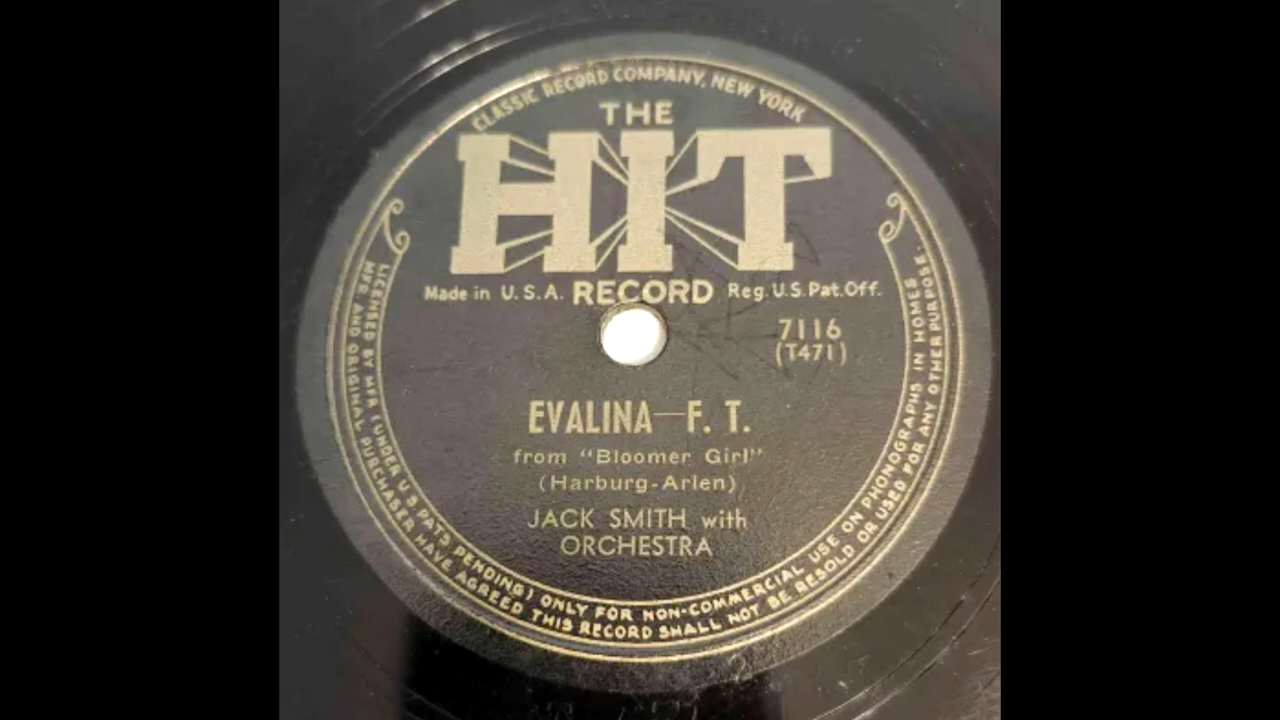 CLASSIC RECORD COMPANY, NEW YORK
THE
HIT
Made in U.S.A. RECORD Reg. U.S. Pat. Off.
7116
(T471)
EVALINA—F. T.
from "Bloomer Girl"
(Harburg-Arlen)
JACK SMITH with
ORCHESTRA
LICENSED BY MFR (UNDER U.S. PATS PENDING) ONLY FOR NON-COMMERCIAL USE ON PHONOGRAPHS IN HOMES.
MFG AND ORIGINAL PURCHASER HAVE AGREED THIS RECORD SHALL NOT BE RESOLD OR USED FOR ANY OTHER PURPOSE.